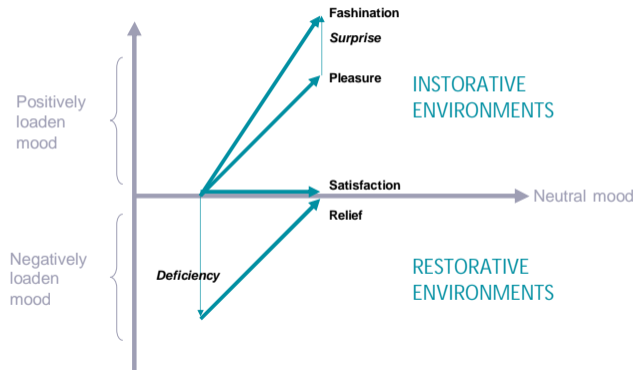 Fashination
Surprise
Pleasure
Positively
loaden
mood
INSTORATIVE
ENVIRONMENTS
Satisfaction
Neutral mood
Relief
Negatively
loaden
mood
Deficiency
RESTORATIVE
ENVIRONMENTS